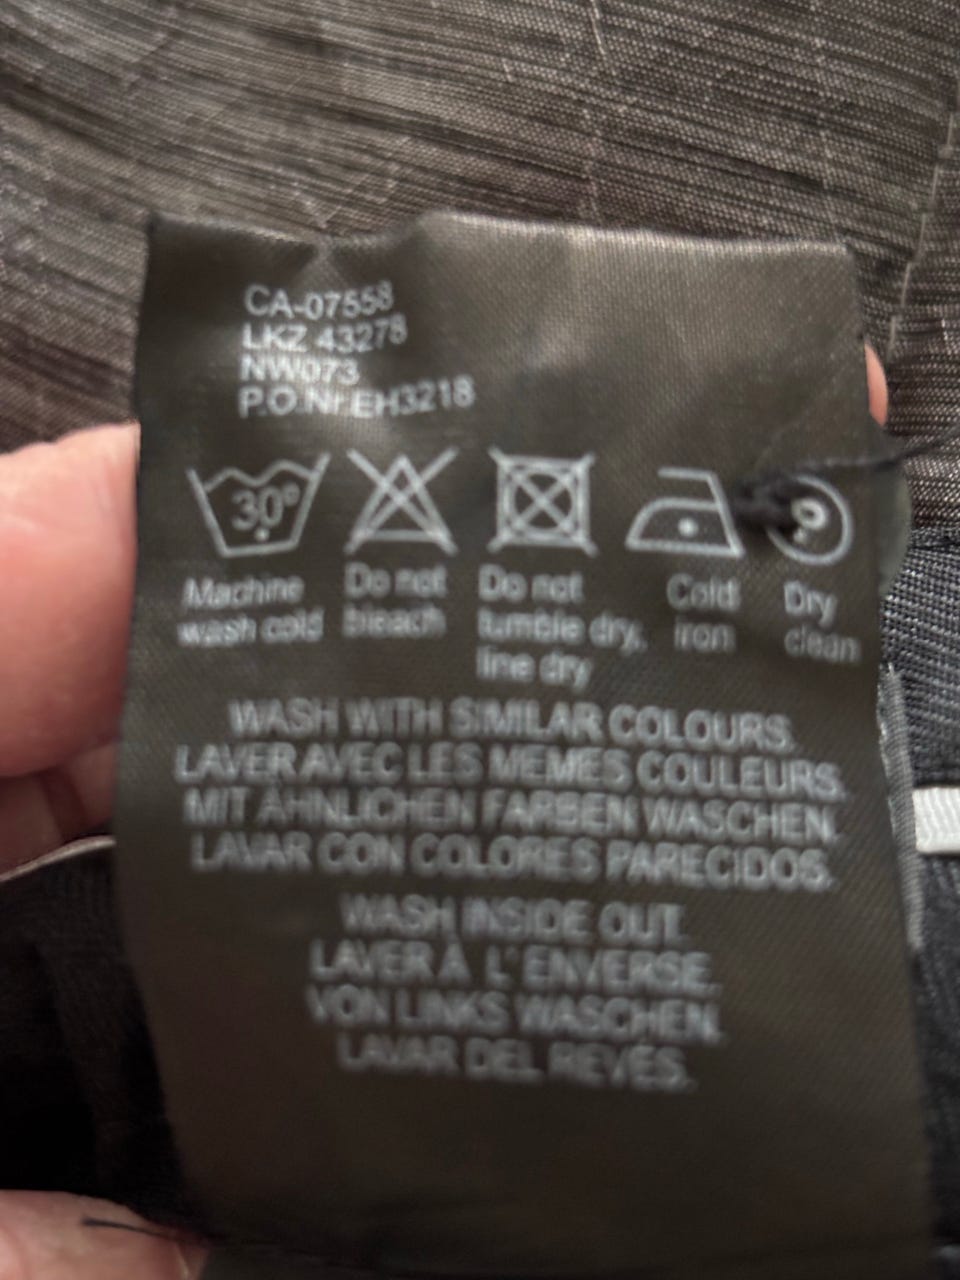 CA-07558
LKZ 43278
NW073
P.O.Nr.EH3218
30°
P
Machine wash cold
Do not bleach
Do not tumble dry, line dry
Cold iron
Dry clean
WASH WITH SIMILAR COLOURS.
LAVER AVEC LES MEMES COULEURS.
MIT ÄHNLICHEN FARBEN WASCHEN.
LAVAR CON COLORES PARECIDOS.
WASH INSIDE OUT.
LAVER À L'ENVERSE.
VON LINKS WASCHEN.
LAVAR DEL REVÉS.